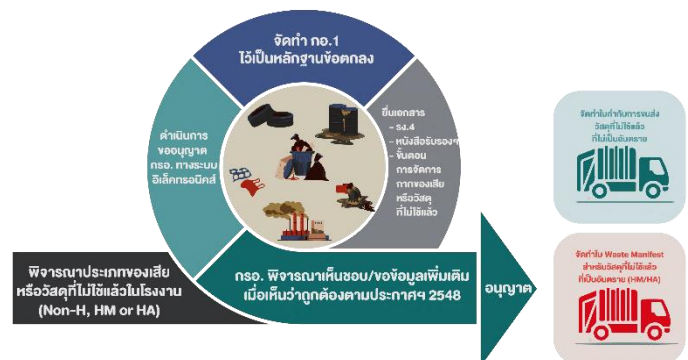 จัดทำ กอ.1
ไว้เป็นหลักฐานข้อตกลง
ดำเนินการ
ขออนุญาต
กรอ. ทางระบบ
อิเล็คทรอนิคส์
ยื่นเอกสาร
- รง.4
- หนังสือรับรองฯ
- ขั้นตอน
การจัดการ
กากของเสีย
หรือวัสดุ
ที่ไม่ใช้แล้ว
พิจารณาประเภทของเสีย
หรือวัสดุที่ไม่ใช้แล้วในโรงงาน
(Non-H, HM or HA)
กรอ. พิจารณาเห็นชอบ/ขอข้อมูลเพิ่มเติม
เมื่อเห็นว่าถูกต้องตามประกาศฯ 2548
อนุญาต
จัดทำใบกำกับการขนส่ง
วัสดุที่ไม่ใช้แล้ว
ที่ไม่เป็นอันตราย
จัดทำใบ Waste Manifest
สำหรับวัสดุที่ไม่ใช้แล้ว
ที่เป็นอันตราย (HM/HA)